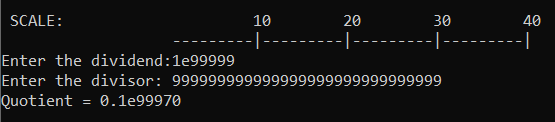 SCALE:                     10        20        30        40
---------|---------|---------|---------|
Enter the dividend:1e99999
Enter the divisor: 999999999999999999999999999999
Quotient = 0.1e99970